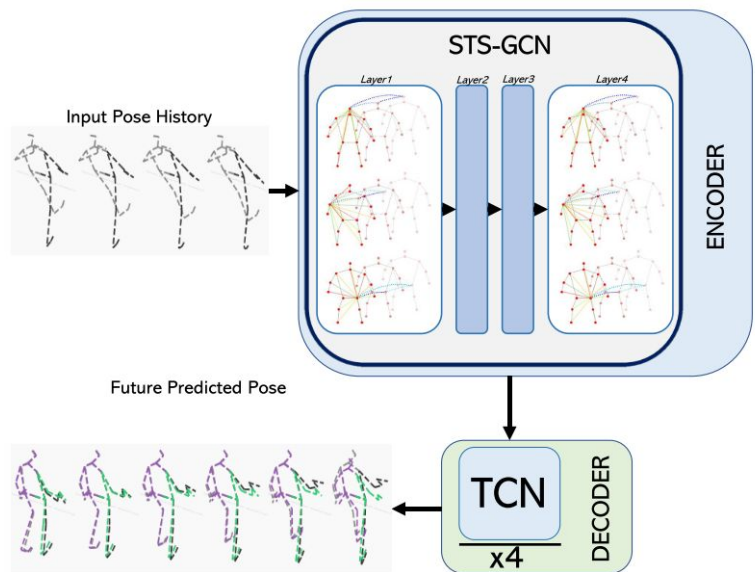 STS-GCN
Layer1
Layer2
Layer3
Layer4
Input Pose History
ENCODER
Future Predicted Pose
TCN
x4
DECODER